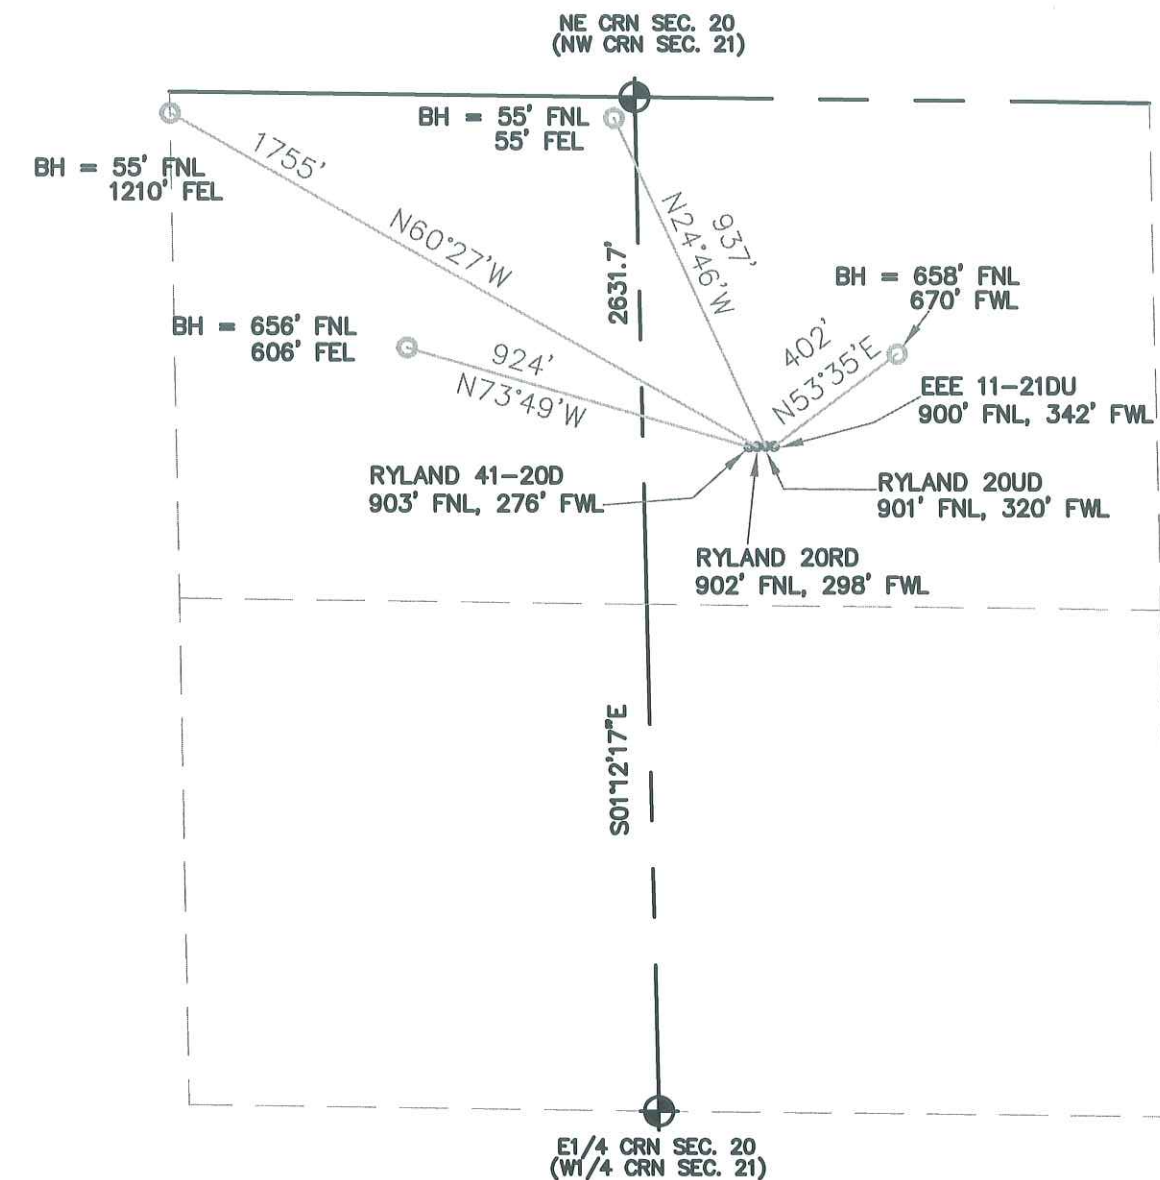 NE CRN SEC. 20
(NW CRN SEC. 21)
BH = 55' FNL
55' FEL
BH = 55' FNL
1210' FEL
1755'
N60°27'W
937'
N24°46'W
2631.7'
BH = 658' FNL
670' FWL
BH = 656' FNL
606' FEL
924'
N73°49'W
402'
N53°35'E
EEE 11-21DU
900' FNL, 342' FWL
RYLAND 41-20D
903' FNL, 276' FWL
RYLAND 20UD
901' FNL, 320' FWL
RYLAND 20RD
902' FNL, 298' FWL
S01°12'17"E
E1/4 CRN SEC. 20
(W1/4 CRN SEC. 21)